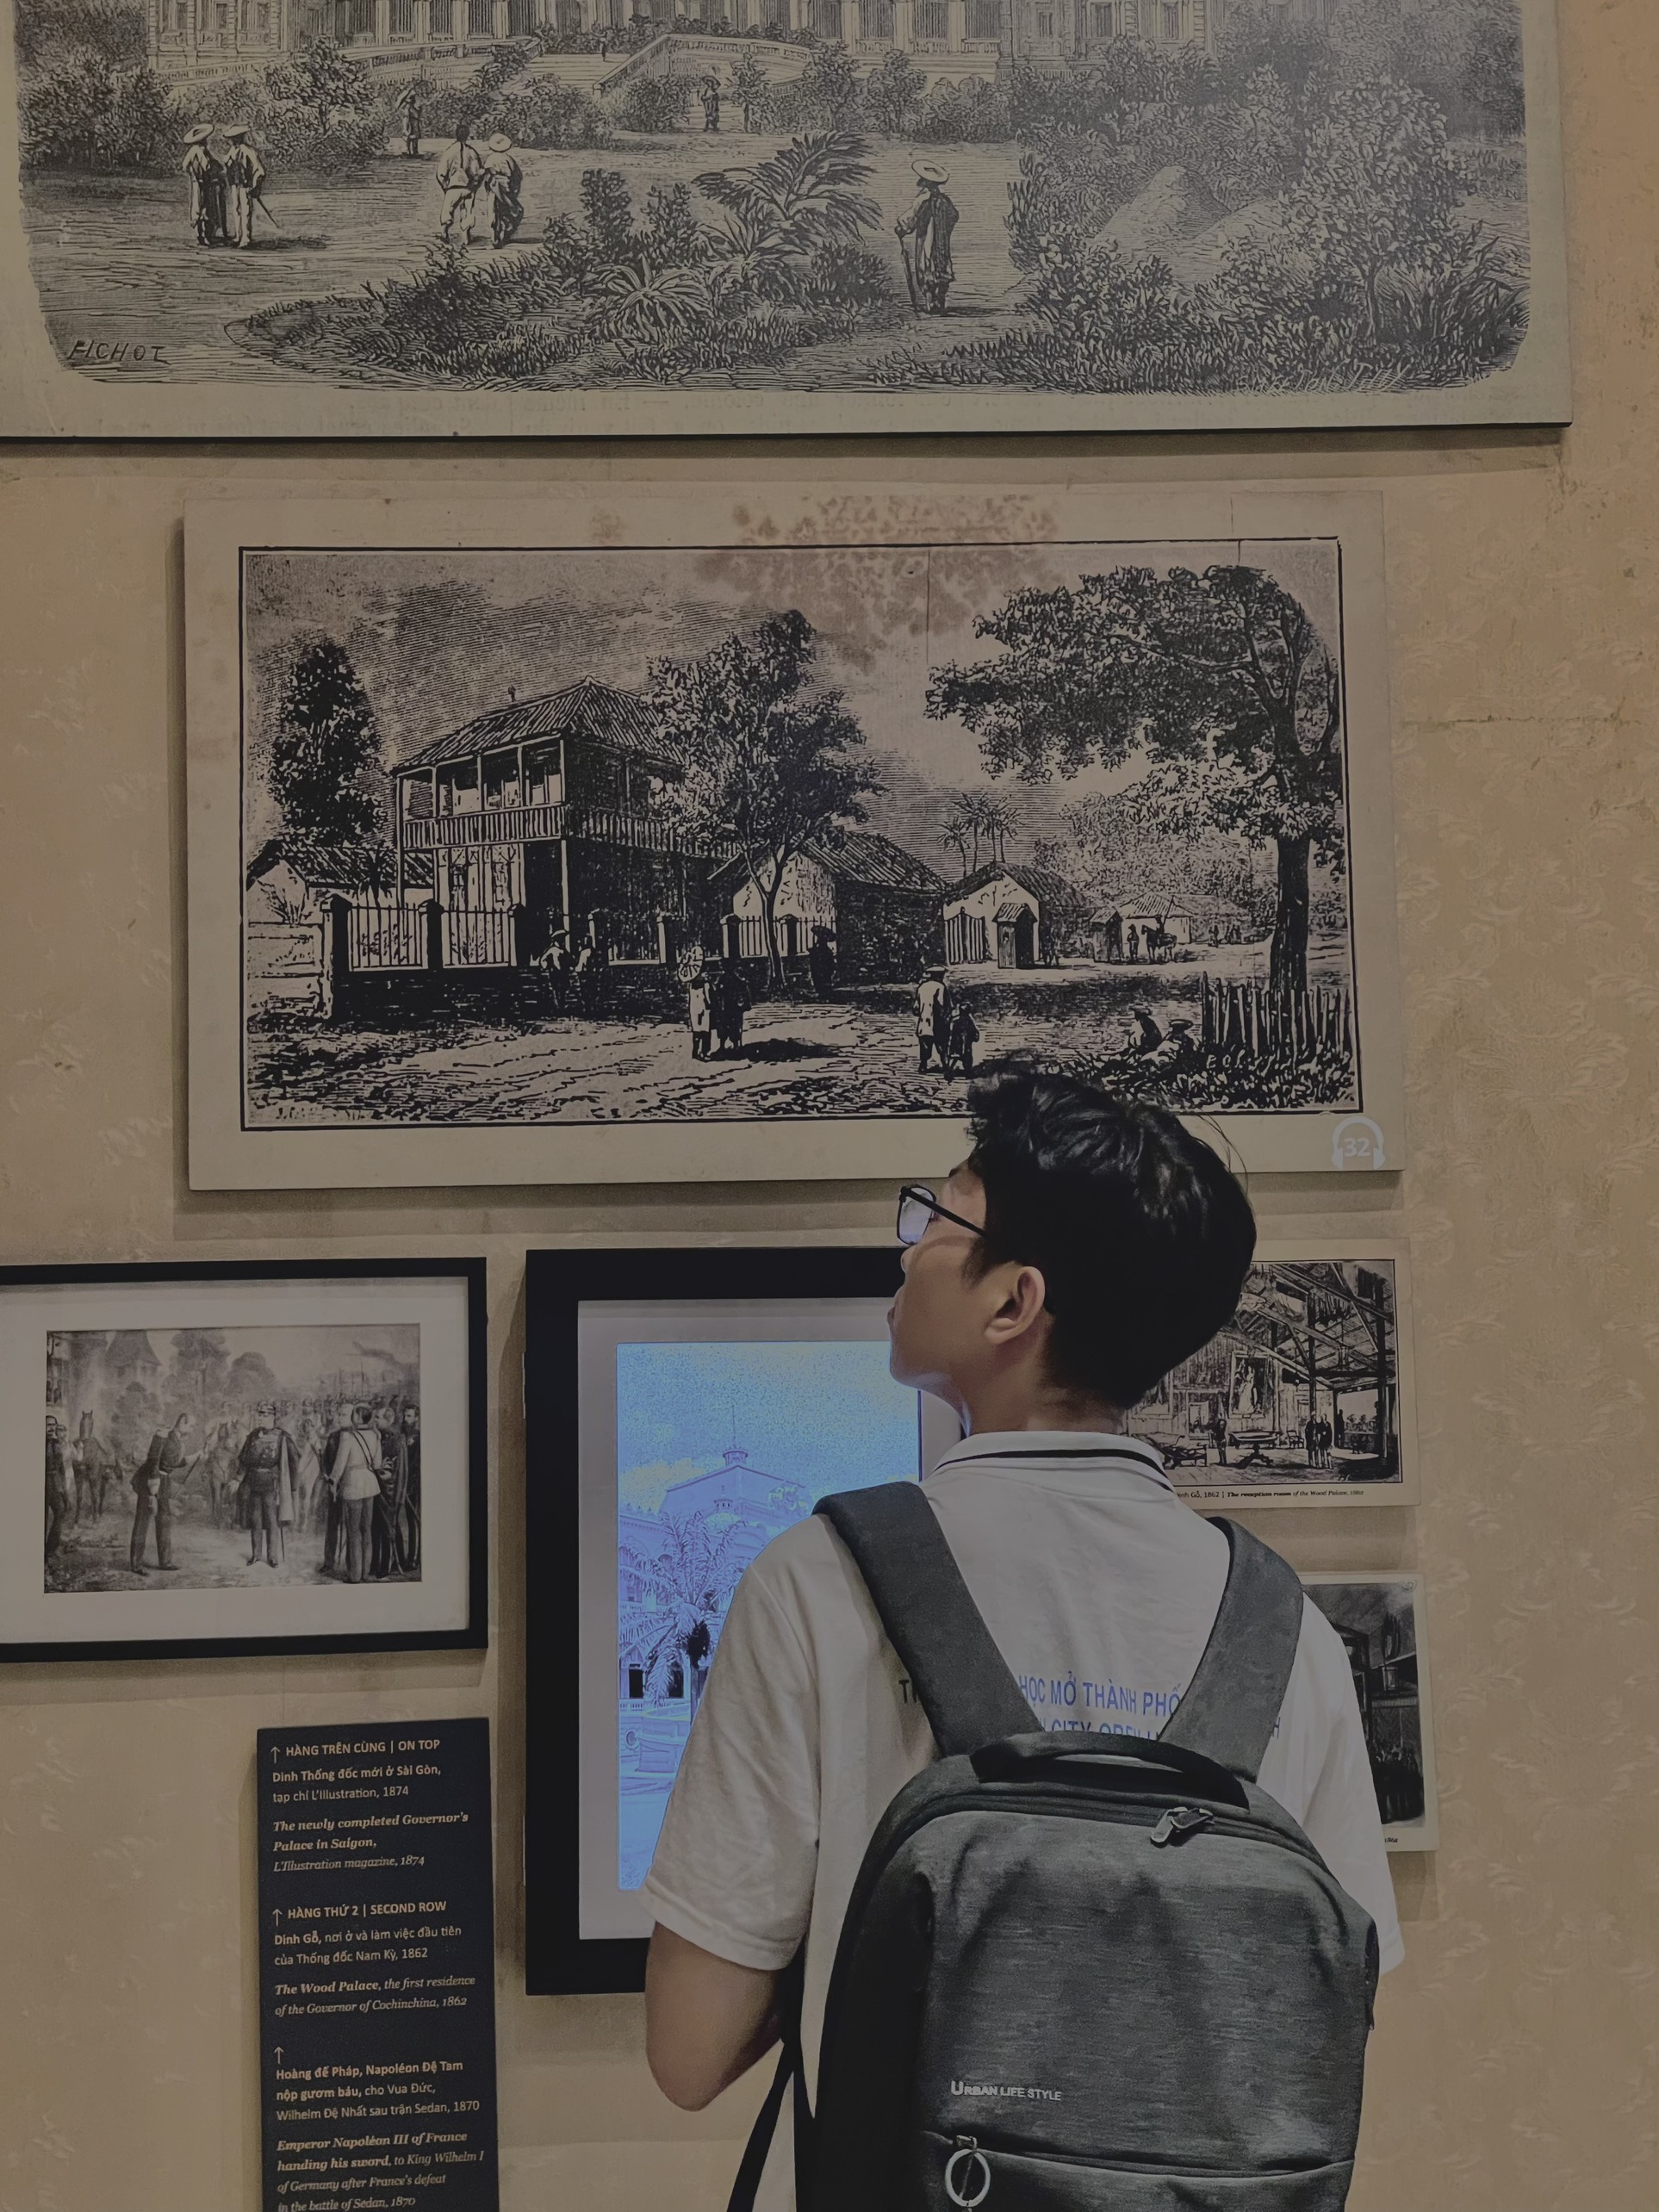 FICHOT
32
Dinh Gỗ, 1862 | The reception room of the Wood Palace, 1862
HỌC MỞ THÀNH PHỐ
CITY OPEN
↑ HÀNG TRÊN CÙNG | ON TOP
Dinh Thống đốc mới ở Sài Gòn,
tạp chí L'Illustration, 1874
The newly completed Governor's
Palace in Saigon,
L'Illustration magazine, 1874
↑ HÀNG THỨ 2 | SECOND ROW
Dinh Gỗ, nơi ở và làm việc đầu tiên
của Thống đốc Nam Kỳ, 1862
The Wood Palace, the first residence
of the Governor of Cochinchina, 1862
↑
Hoàng đế Pháp, Napoléon Đệ Tam
nộp gươm báu, cho Vua Đức,
Wilhelm Đệ Nhất sau trận Sedan, 1870
Emperor Napoléon III of France
handing his sword, to King Wilhelm I
of Germany after France's defeat
in the battle of Sedan, 1870
URBAN LIFE STYLE